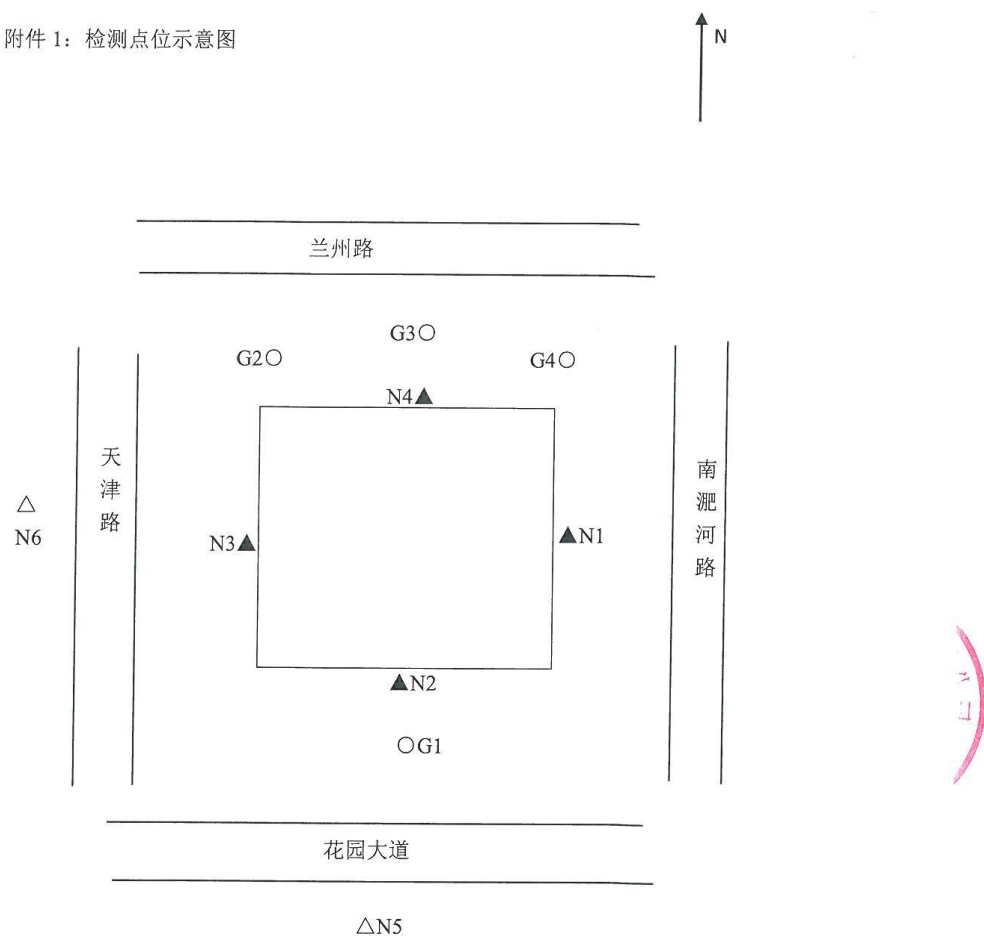 附件 1：检测点位示意图
N
兰州路
G3○
G2○
G4○
N4▲
天津路
南淝河路
△
N6
N3▲
▲N1
▲N2
○G1
花园大道
△N5